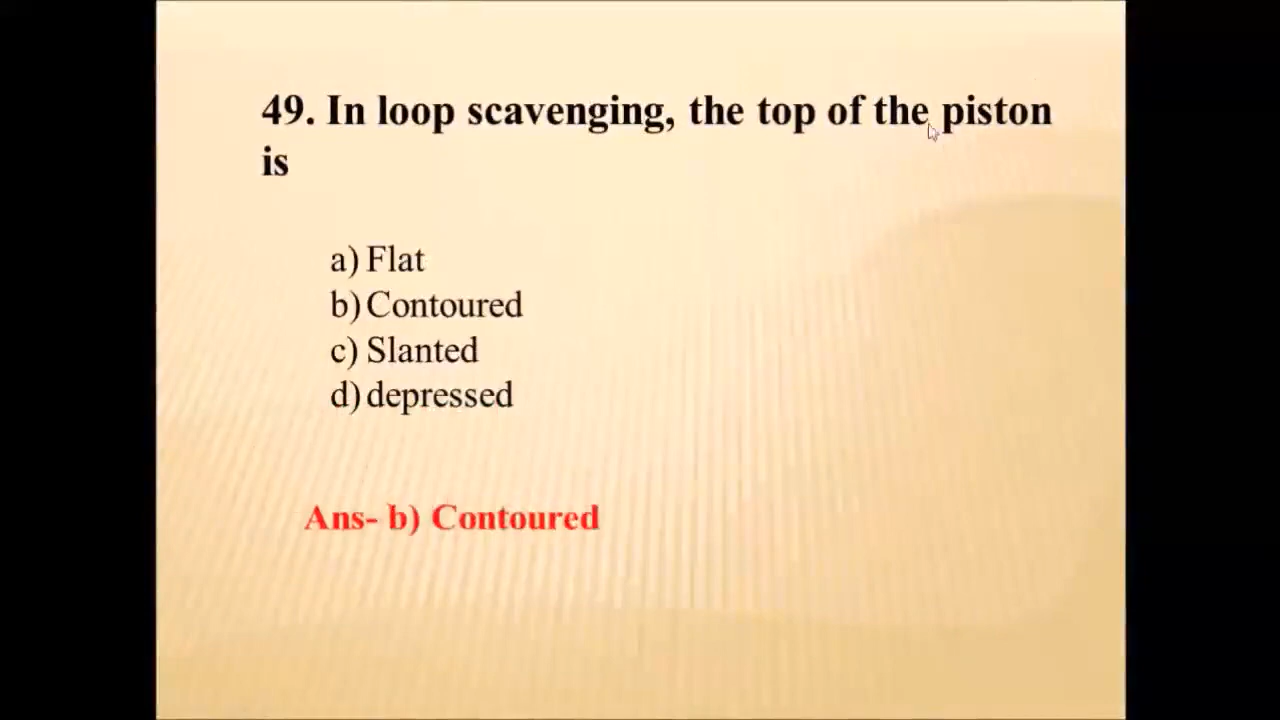 49. In loop scavenging, the top of the piston
is
a) Flat
b) Contoured
c) Slanted
d) depressed
Ans- b) Contoured